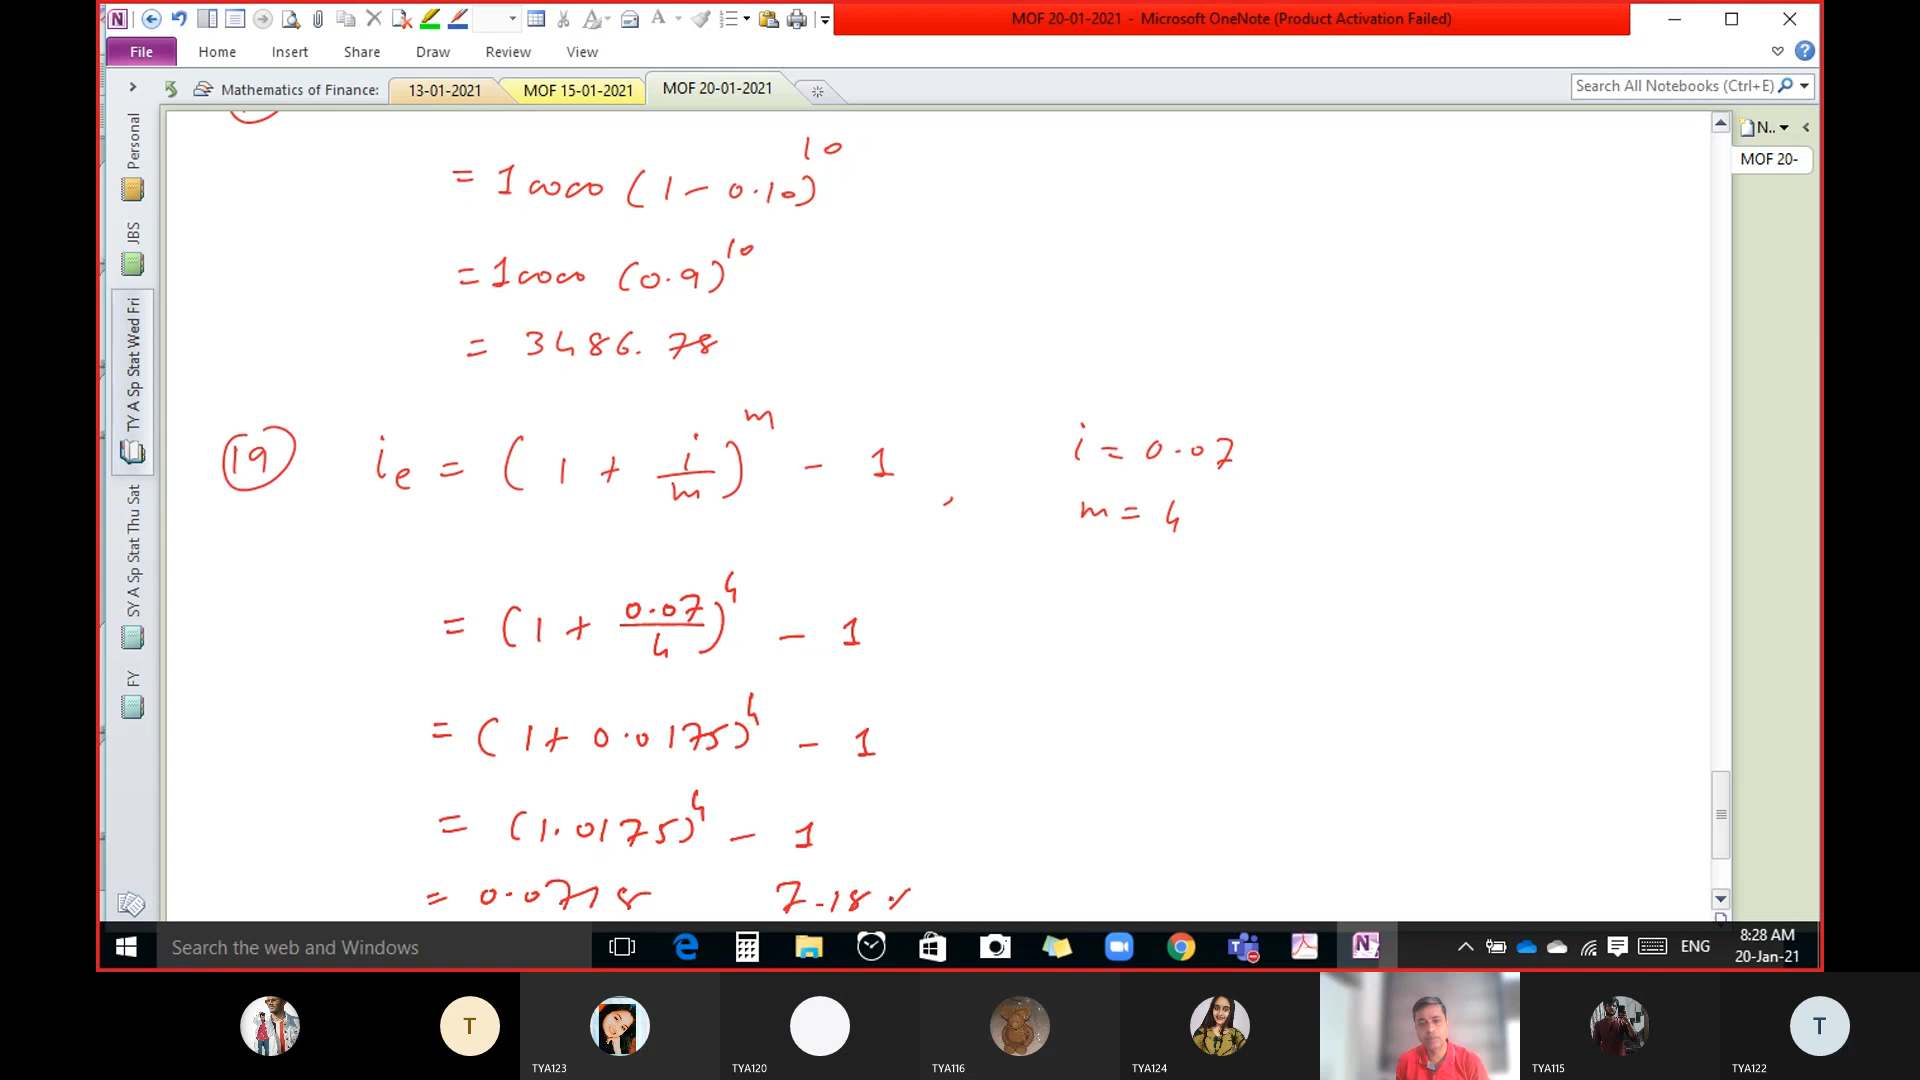 MOF 20-01-2021 - Microsoft OneNote (Product Activation Failed)
File Home Insert Share Draw Review View
Mathematics of Finance: 13-01-2021 MOF 15-01-2021 MOF 20-01-2021
Search All Notebooks (Ctrl+E)
N..
MOF 20-
Personal
JBS
TY A Sp Stat Wed Fri
SY A Sp Stat Thu Sat
FY
= 10000 (1 - 0.10)^10
= 10000 (0.9)^10
= 3486.78
19 i_e = (1 + i/m)^m - 1 , i = 0.07
m = 4
= (1 + 0.07/4)^4 - 1
= (1 + 0.0175)^4 - 1
= (1.0175)^4 - 1
= 0.0718 7.18 %
Search the web and Windows
ENG
8:28 AM
20-Jan-21
T
T
TYA123 TYA120 TYA116 TYA124 TYA115 TYA122